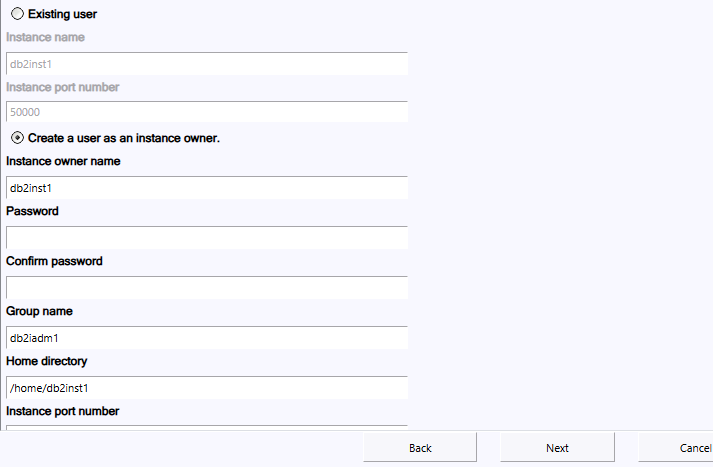 Existing user
Instance name
db2inst1
Instance port number
50000
Create a user as an instance owner.
Instance owner name
db2inst1
Password
Confirm password
Group name
db2iadm1
Home directory
/home/db2inst1
Instance port number
Back Next Cancel